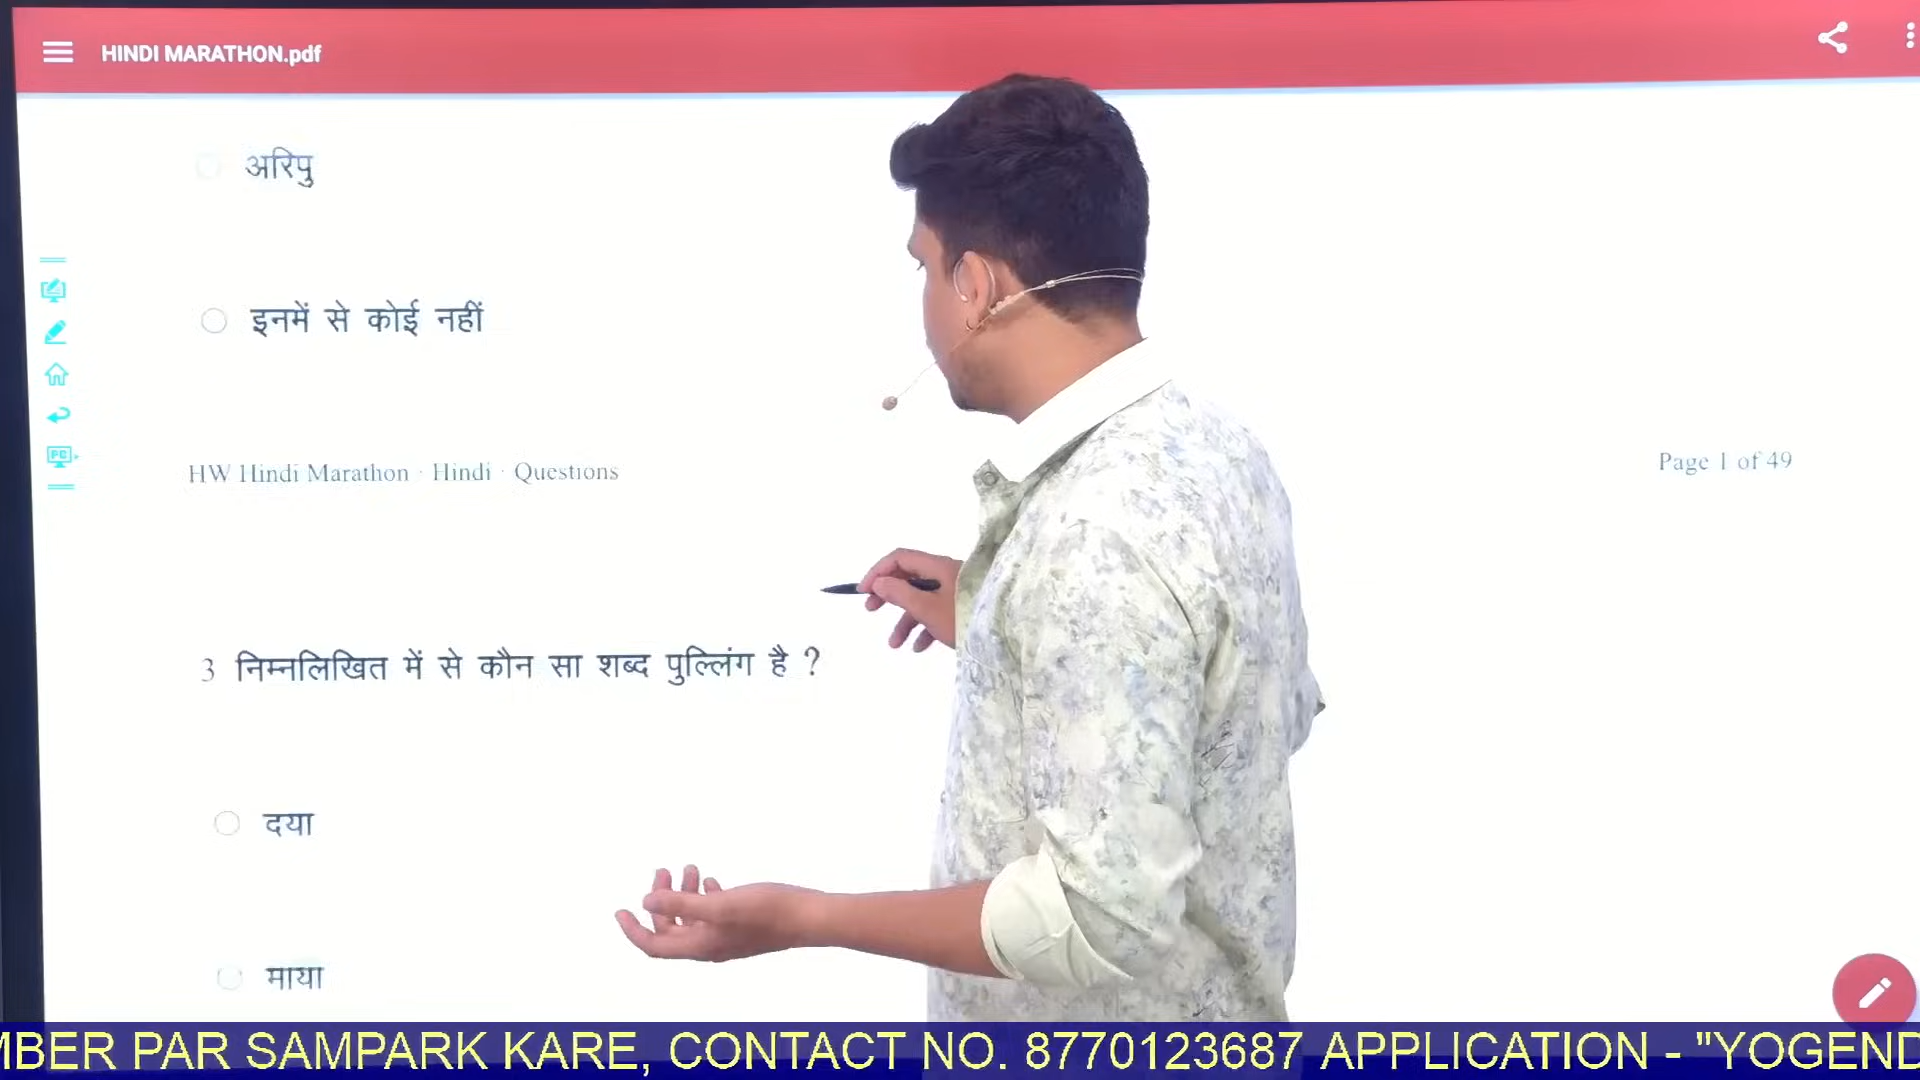 HINDI MARATHON.pdf
अरिपु
इनमें से कोई नहीं
PC
HW Hindi Marathon · Hindi · Questions
Page 1 of 49
3 निम्नलिखित में से कौन सा शब्द पुल्लिंग है ?
दया
माया
MBER PAR SAMPARK KARE, CONTACT NO. 8770123687 APPLICATION - "YOGEND